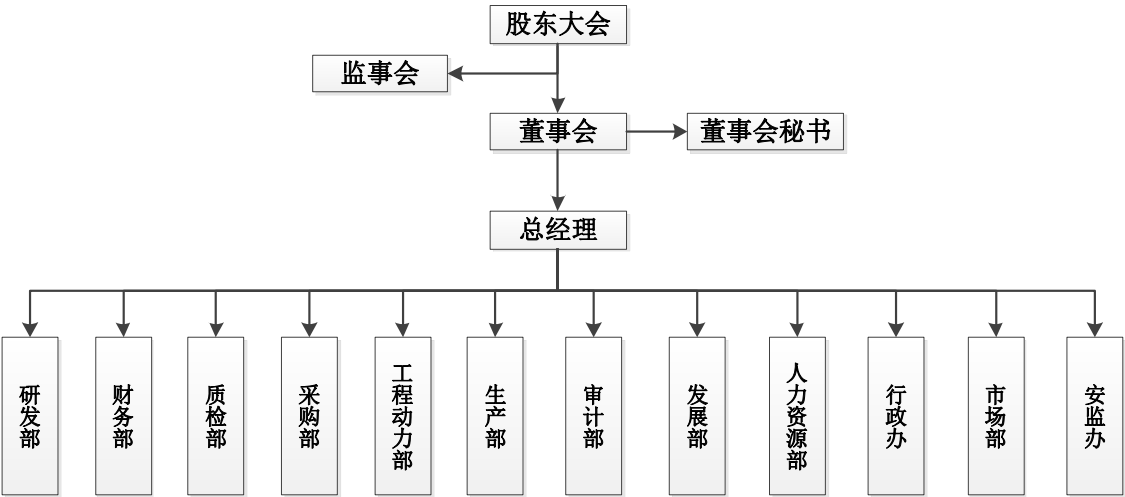 股东大会
监事会
董事会
董事会秘书
总经理
研发部
财务部
质检部
采购部
工程动力部
生产部
审计部
发展部
人力资源部
行政办
市场部
安监办